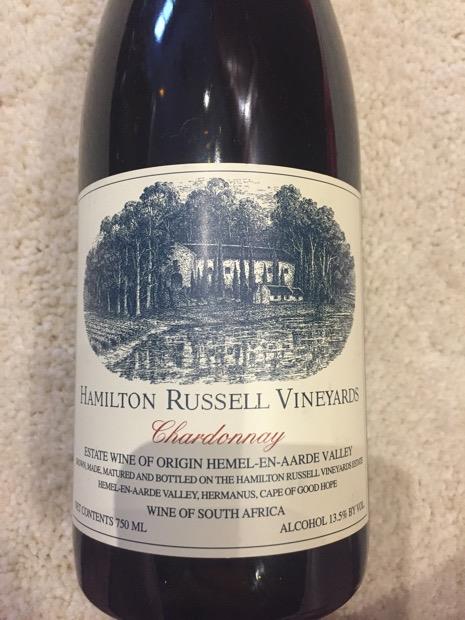 HAMILTON RUSSELL VINEYARDS
Chardonnay
ESTATE WINE OF ORIGIN HEMEL-EN-AARDE VALLEY
MADE, MATURED AND BOTTLED ON THE HAMILTON RUSSELL VINEYARDS ESTATE
HEMEL-EN-AARDE VALLEY, HERMANUS, CAPE OF GOOD HOPE
WINE OF SOUTH AFRICA
CONTENTS 750 ML ALCOHOL 13.5% BY VOL.